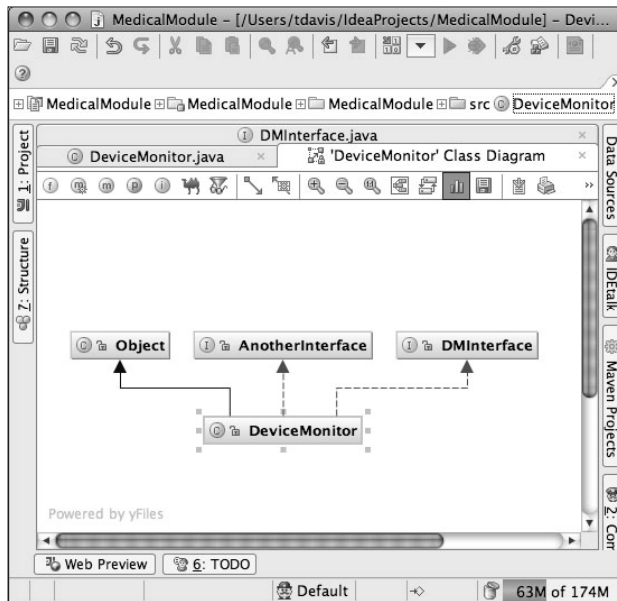 MedicalModule - [/Users/tdavis/IdeaProjects/MedicalModule] - Devi...
MedicalModule MedicalModule MedicalModule src DeviceMonitor
DMInterface.java
DeviceMonitor.java
'DeviceMonitor' Class Diagram
1: Project
7: Structure
Object
AnotherInterface
DMInterface
DeviceMonitor
Powered by yFiles
Data Sources
IDEtalk
Maven Projects
2: Com
Web Preview
6: TODO
Default
63M of 174M